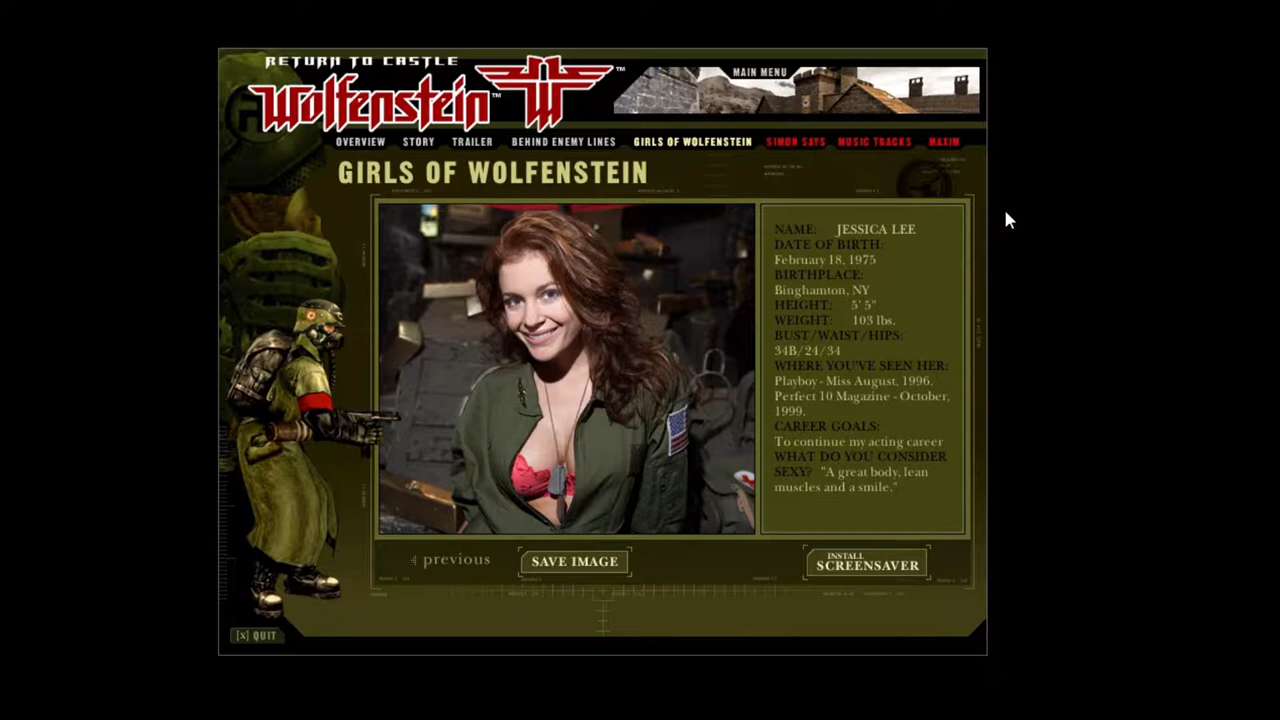 RETURN TO CASTLE
Wolfenstein™ ™
MAIN MENU
OVERVIEW STORY TRAILER BEHIND ENEMY LINES GIRLS OF WOLFENSTEIN SIMON SAYS MUSIC TRACKS MAXIM
GIRLS OF WOLFENSTEIN
NAME: JESSICA LEE
DATE OF BIRTH:
February 18, 1975
BIRTHPLACE:
Binghamton, NY
HEIGHT: 5' 5"
WEIGHT: 103 lbs.
BUST/WAIST/HIPS:
34B/24/34
WHERE YOU'VE SEEN HER:
Playboy - Miss August, 1996.
Perfect 10 Magazine - October,
1999.
CAREER GOALS:
To continue my acting career
WHAT DO YOU CONSIDER
SEXY? "A great body, lean
muscles and a smile."
previous
SAVE IMAGE
INSTALL
SCREENSAVER
[x] QUIT